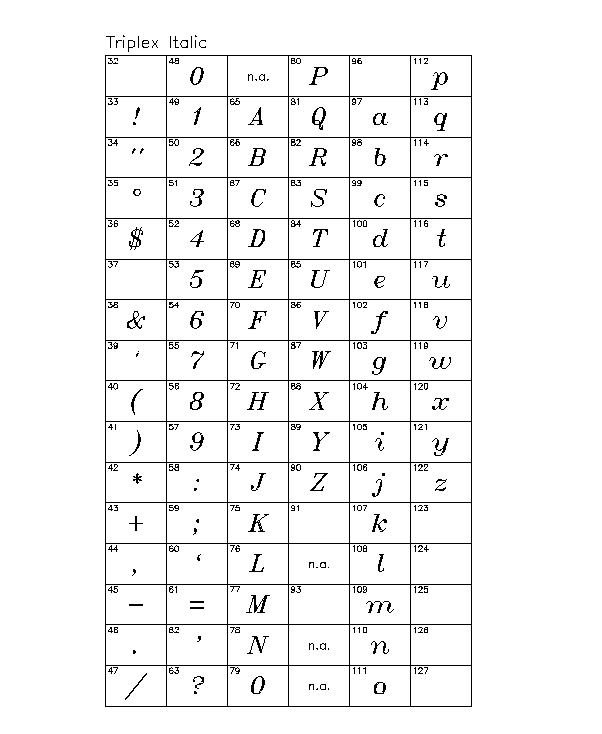 Triplex Italic
32 48 0 n.a. 80 P 96 112 p
33 ! 49 1 65 A 81 Q 97 a 113 q
34 " 50 2 66 B 82 R 98 b 114 r
35 ° 51 3 67 C 83 S 99 c 115 s
36 $ 52 4 68 D 84 T 100 d 116 t
37 53 5 69 E 85 U 101 e 117 u
38 & 54 6 70 F 86 V 102 f 118 v
39 ' 55 7 71 G 87 W 103 g 119 w
40 ( 56 8 72 H 88 X 104 h 120 x
41 ) 57 9 73 I 89 Y 105 i 121 y
42 * 58 : 74 J 90 Z 106 j 122 z
43 + 59 ; 75 K 91 107 k 123
44 , 60 ‘ 76 L n.a. 108 l 124
45 - 61 = 77 M 93 109 m 125
46 . 62 ’ 78 N n.a. 110 n 126
47 / 63 ? 79 O n.a. 111 o 127